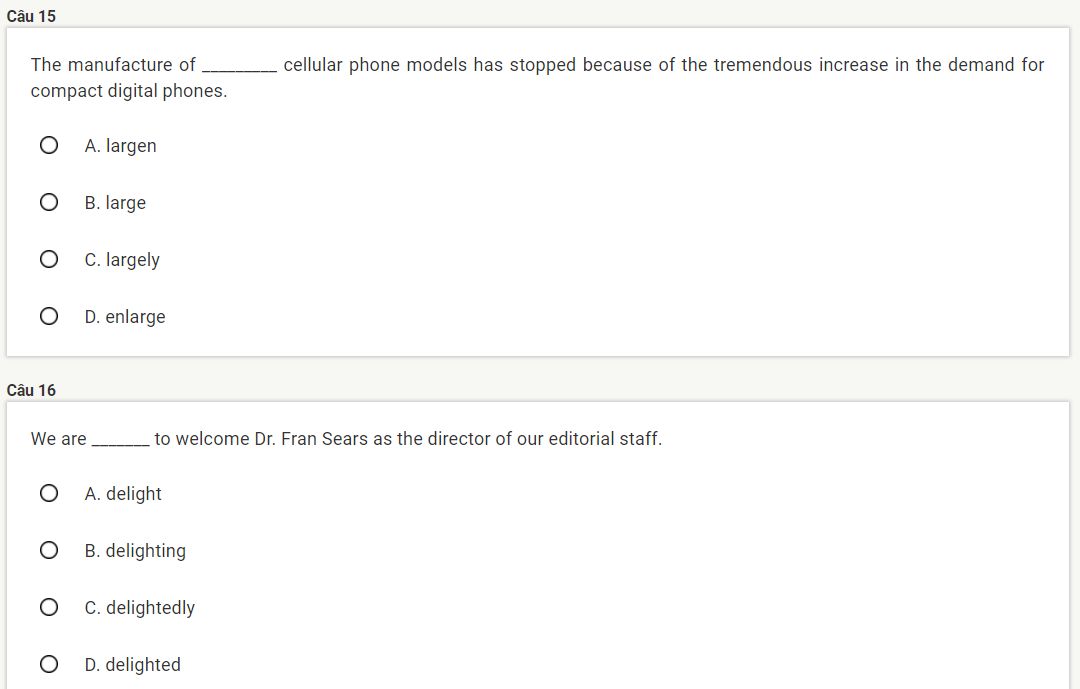 Câu 15
The manufacture of _________ cellular phone models has stopped because of the tremendous increase in the demand for
compact digital phones.
A. largen
B. large
C. largely
D. enlarge
Câu 16
We are _______ to welcome Dr. Fran Sears as the director of our editorial staff.
A. delight
B. delighting
C. delightedly
D. delighted